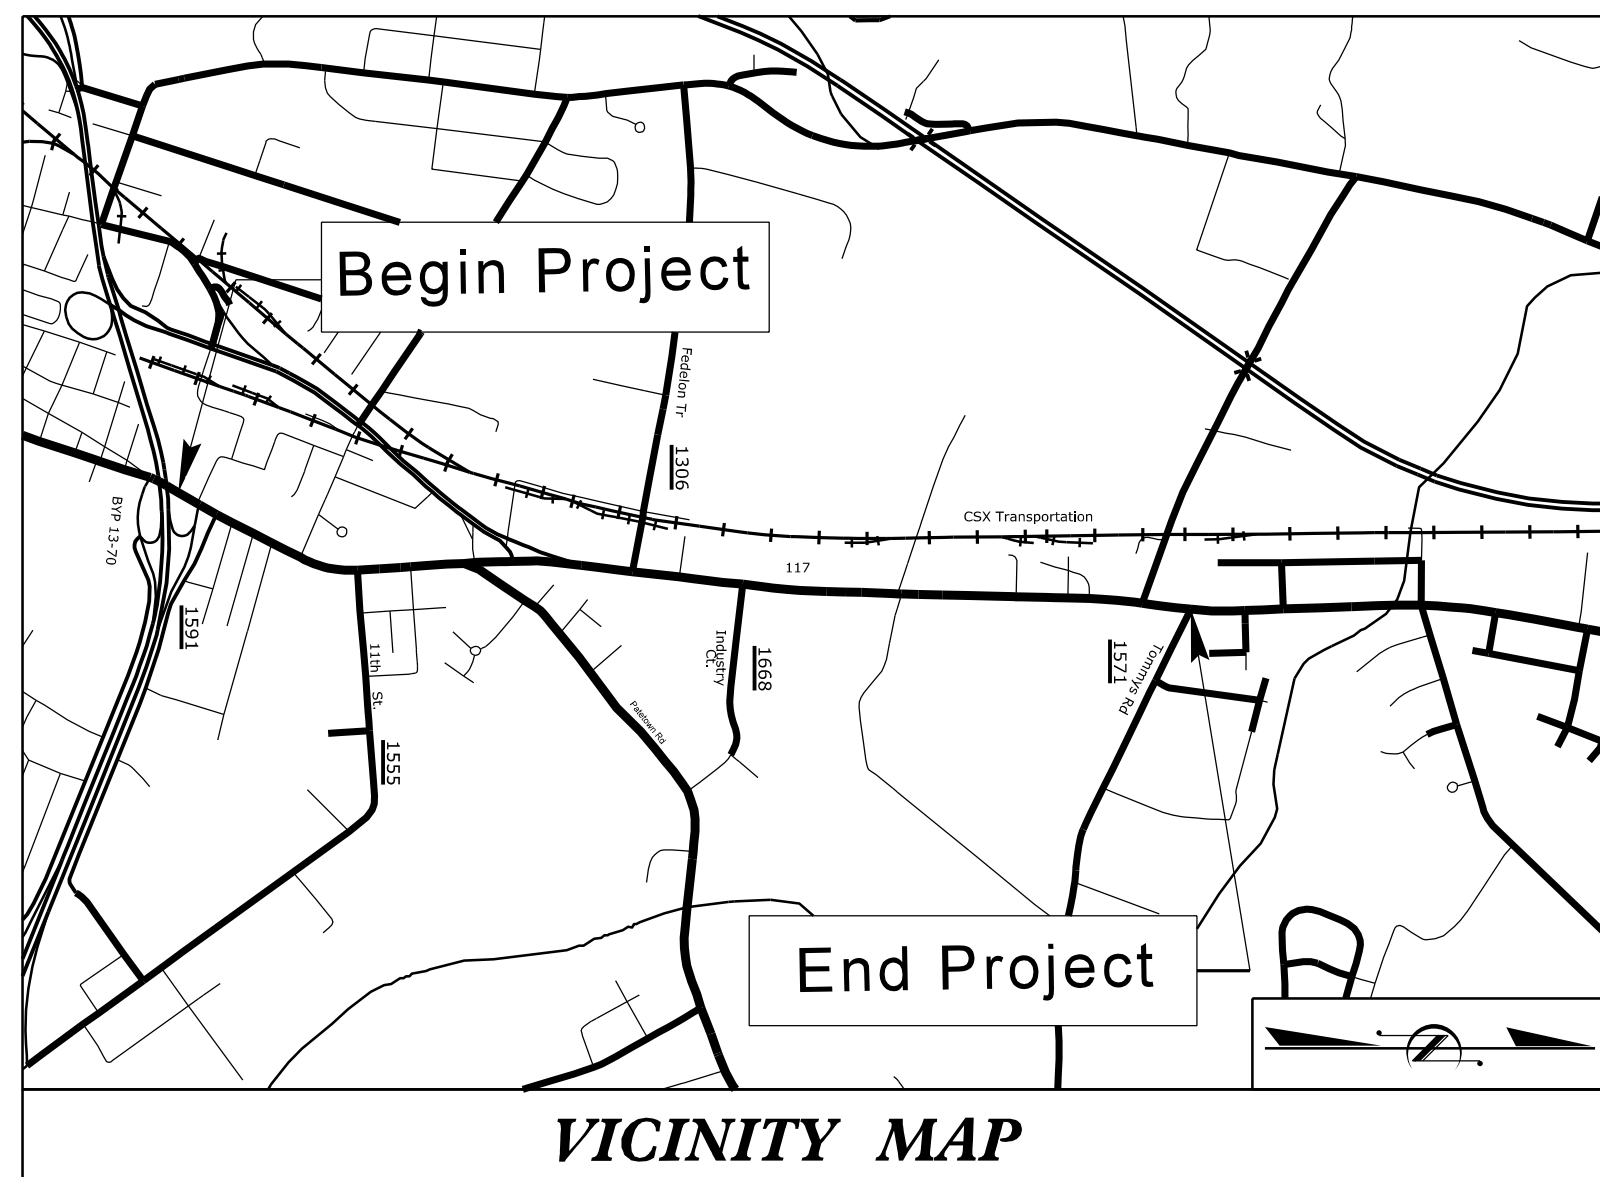 Begin Project
Fedelon Tr
1306
BYP 13-70
CSX Transportation
117
1591
11th St.
1555
Industry
Ct.
1668
Patetown Rd
1571
Tommys Rd
End Project
VICINITY MAP